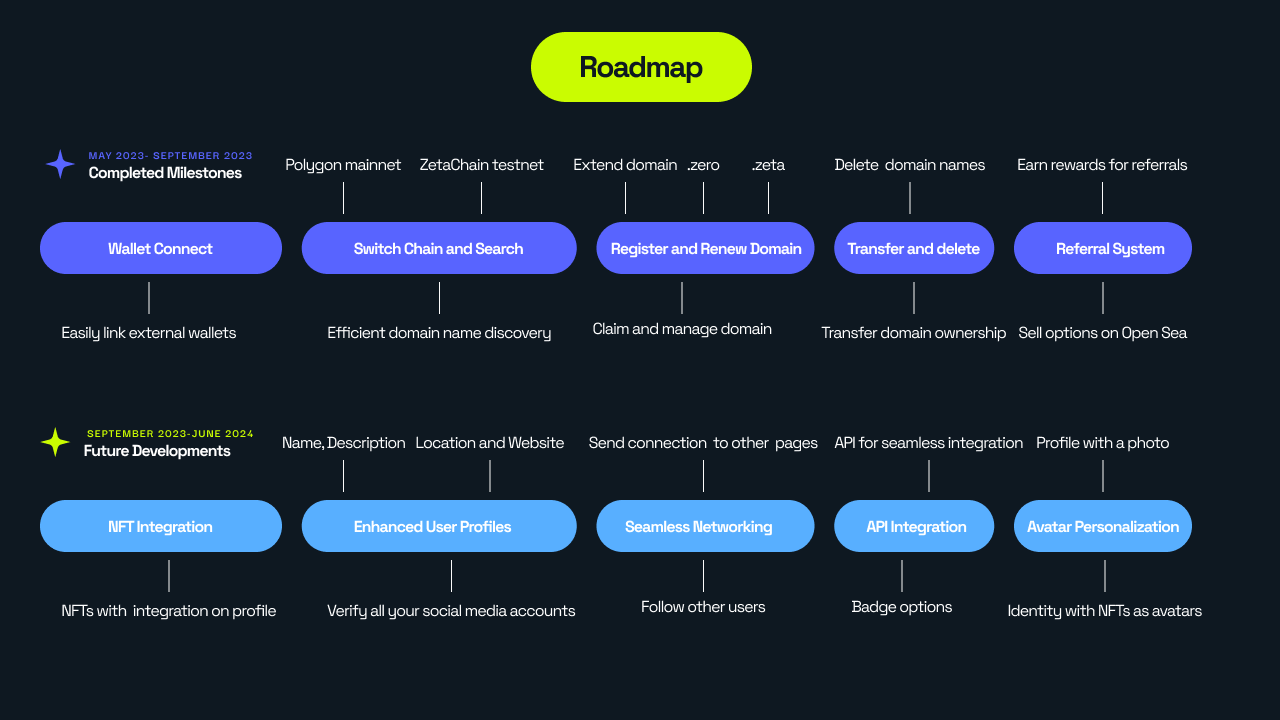 Roadmap
MAY 2023- SEPTEMBER 2023
Completed Milestones
Polygon mainnet
ZetaChain testnet
Extend domain
.zero
.zeta
Delete domain names
Earn rewards for referrals
Wallet Connect
Switch Chain and Search
Register and Renew Domain
Transfer and delete
Referral System
Easily link external wallets
Efficient domain name discovery
Claim and manage domain
Transfer domain ownership
Sell options on Open Sea
SEPTEMBER 2023-JUNE 2024
Future Developments
Name, Description
Location and Website
Send connection to other pages
API for seamless integration
Profile with a photo
NFT Integration
Enhanced User Profiles
Seamless Networking
API Integration
Avatar Personalization
NFTs with integration on profile
Verify all your social media accounts
Follow other users
Badge options
Identity with NFTs as avatars